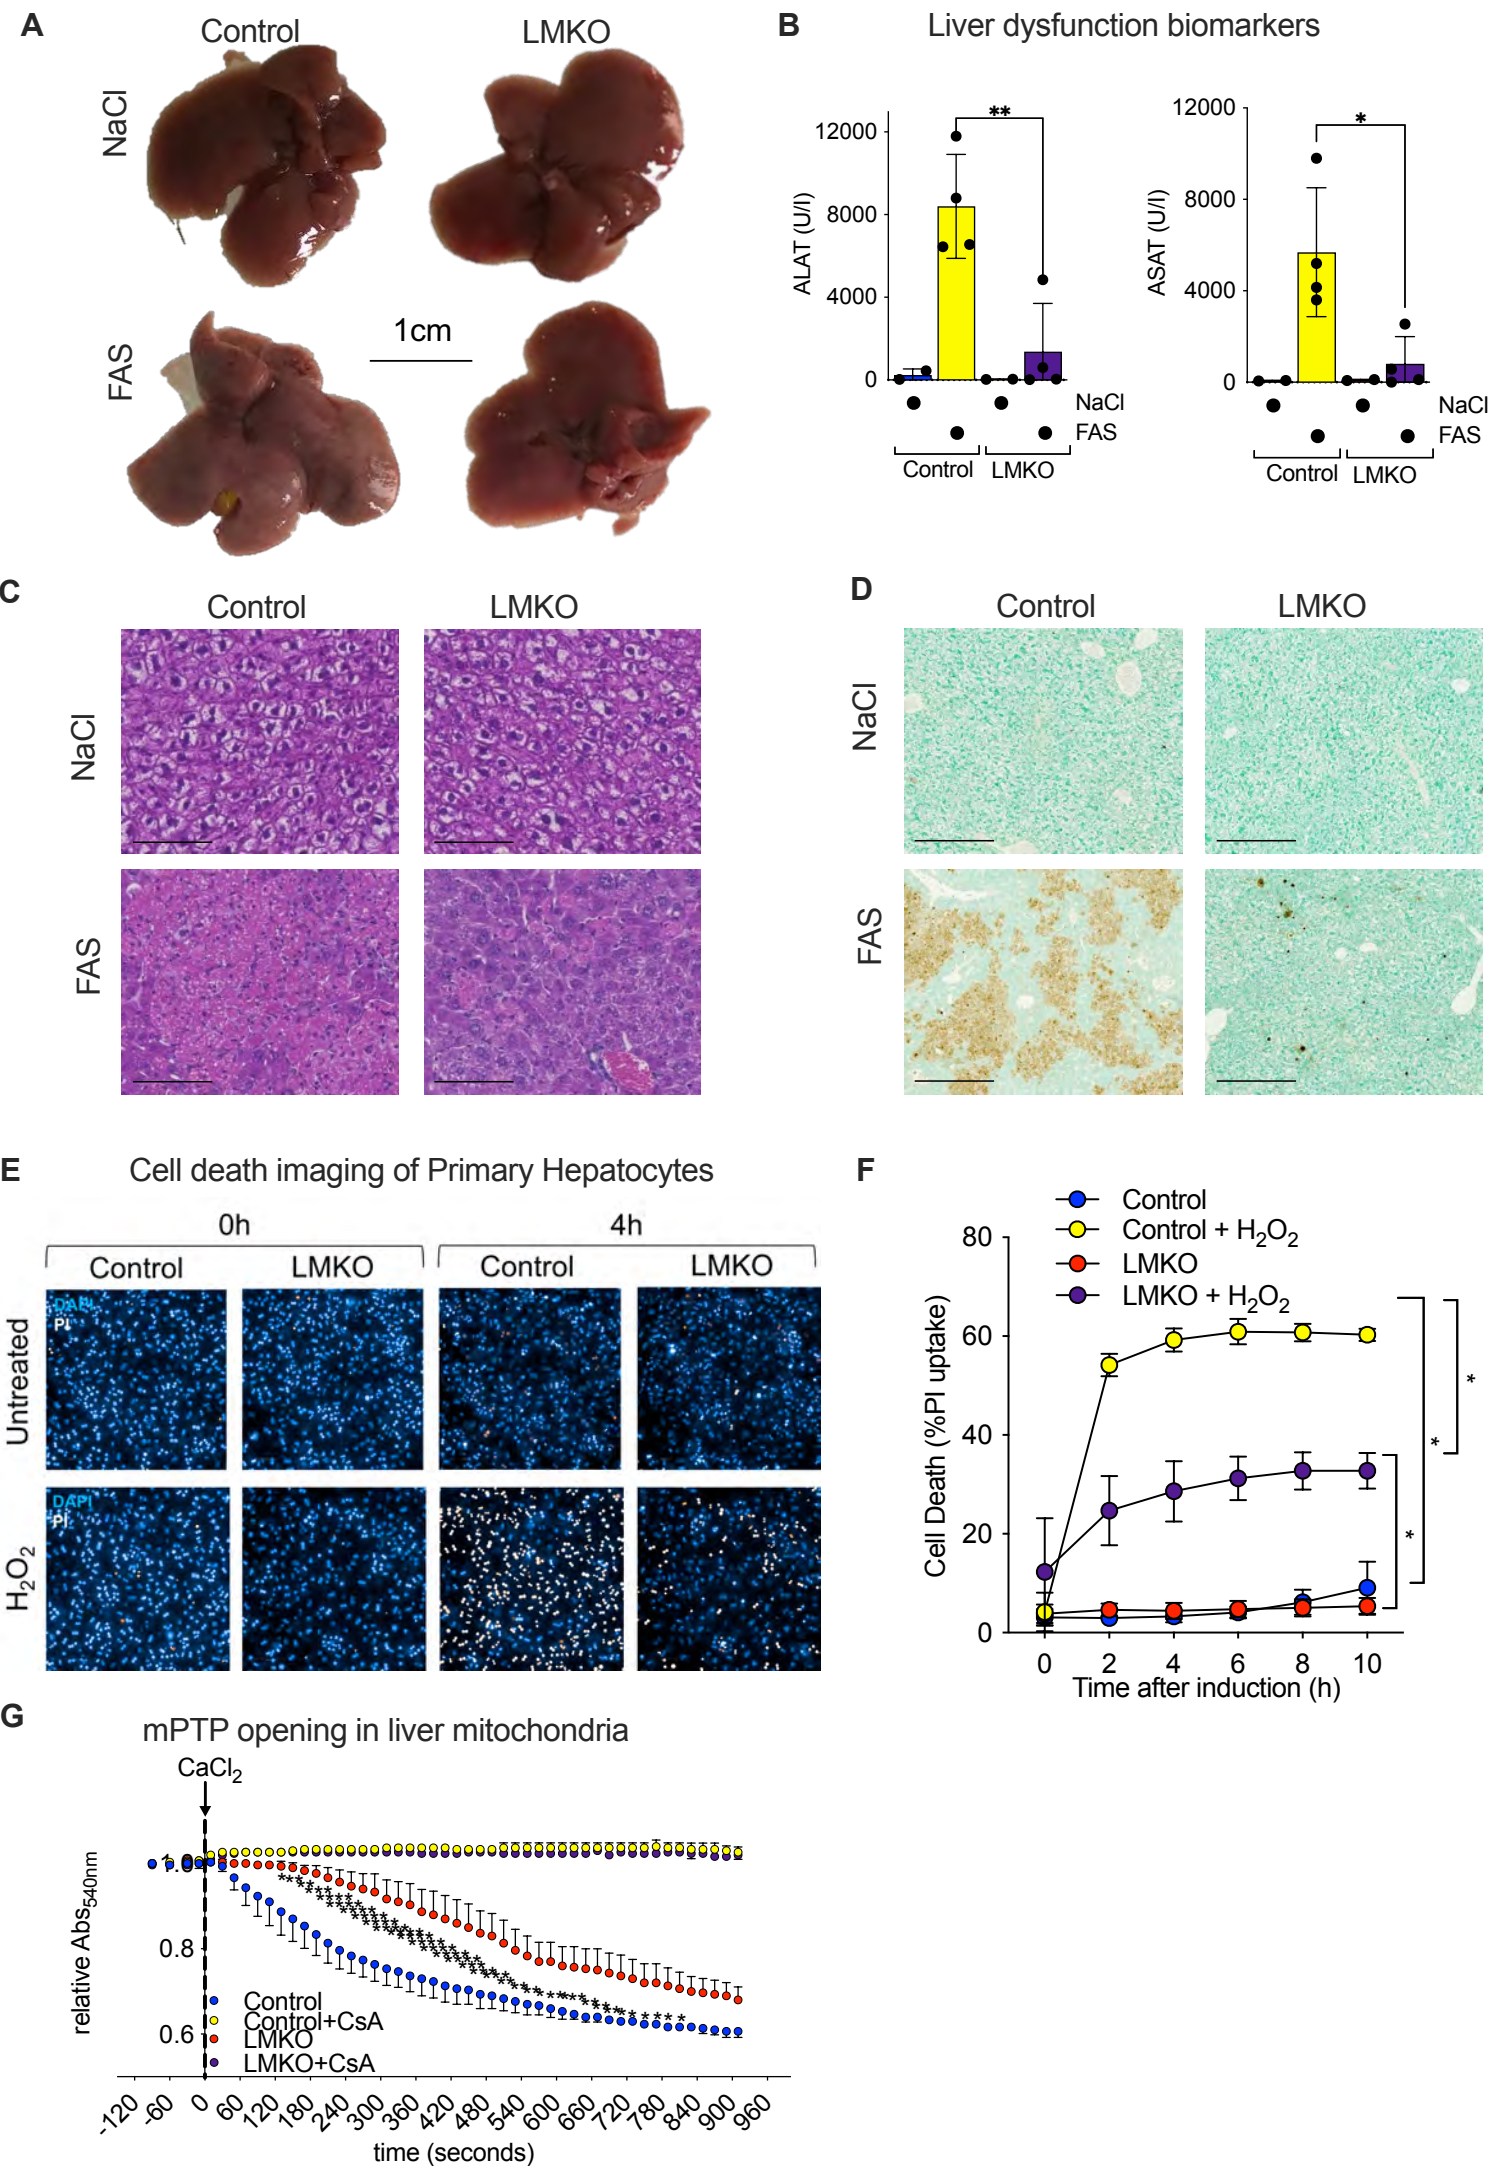 A
Control
LMKO
NaCl
FAS
1cm
B
Liver dysfunction biomarkers
ALAT (U/l)
12000
8000
4000
0
**
NaCl
FAS
Control
LMKO
ASAT (U/l)
12000
8000
4000
0
*
NaCl
FAS
Control
LMKO
C
Control
LMKO
NaCl
FAS
D
Control
LMKO
NaCl
FAS
E
Cell death imaging of Primary Hepatocytes
0h
4h
Control
LMKO
Control
LMKO
Untreated
DAPI
PI
H2O2
DAPI
PI
F
Control
Control + H2O2
LMKO
LMKO + H2O2
Cell Death (%PI uptake)
80
60
40
20
0
*
*
*
0 2 4 6 8 10
Time after induction (h)
G
mPTP opening in liver mitochondria
CaCl2
relative Abs540nm
1.0
0.8
0.6
Control
Control+CsA
LMKO
LMKO+CsA
-120 -60 0 60 120 180 240 300 360 420 480 540 600 660 720 780 840 900 960
time (seconds)